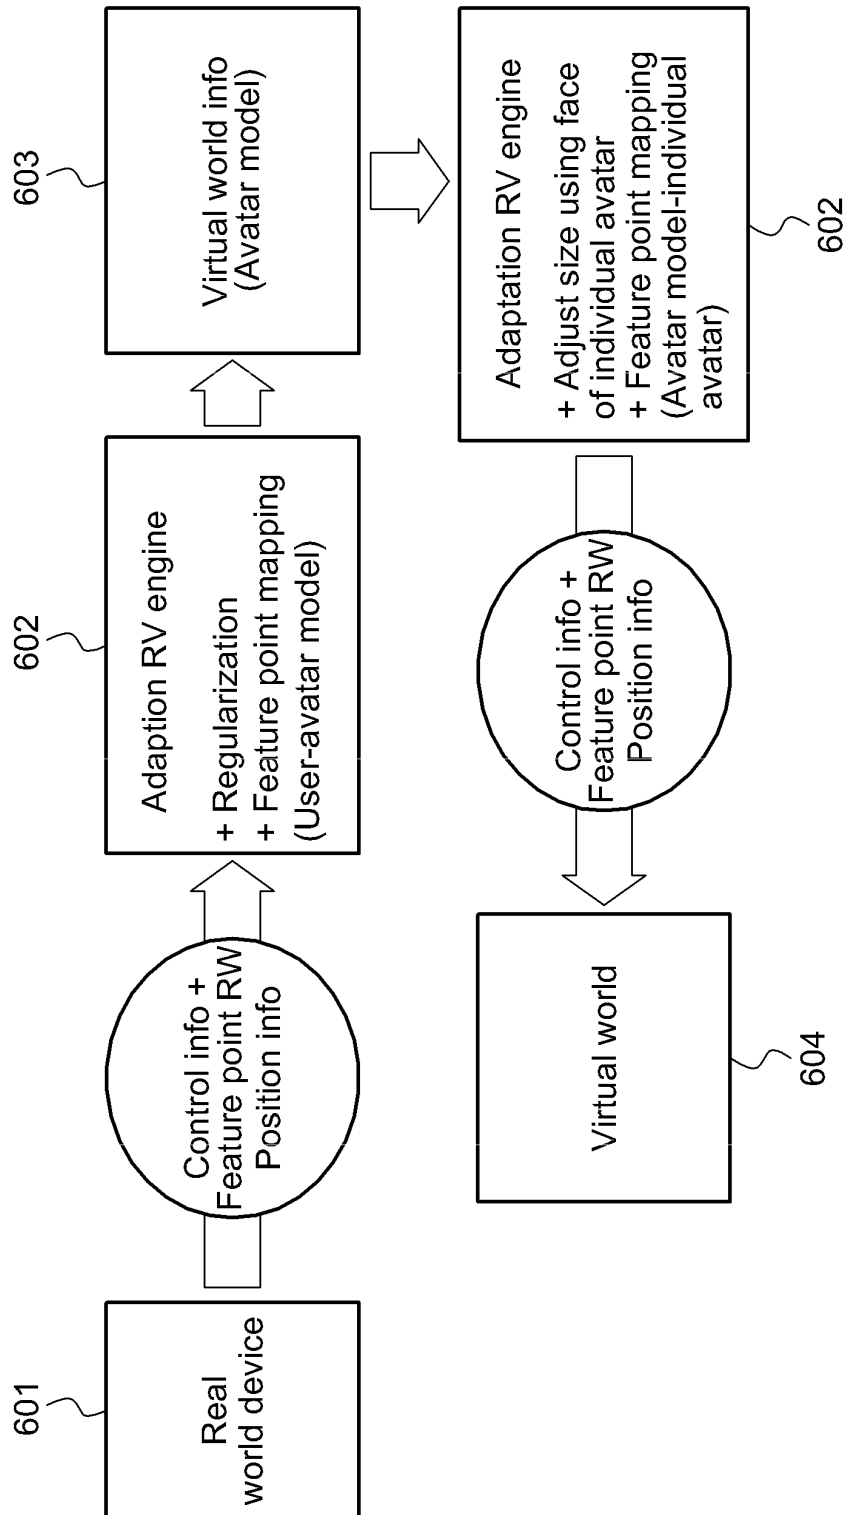 601
Real
world device
Control info +
Feature point RW
Position info
602
Adaption RV engine
+ Regularization
+ Feature point mapping
(User-avatar model)
603
Virtual world info
(Avatar model)
Adaptation RV engine
+ Adjust size using face
of individual avatar
+ Feature point mapping
(Avatar model-individual
avatar)
602
Control info +
Feature point RW
Position info
Virtual world
604